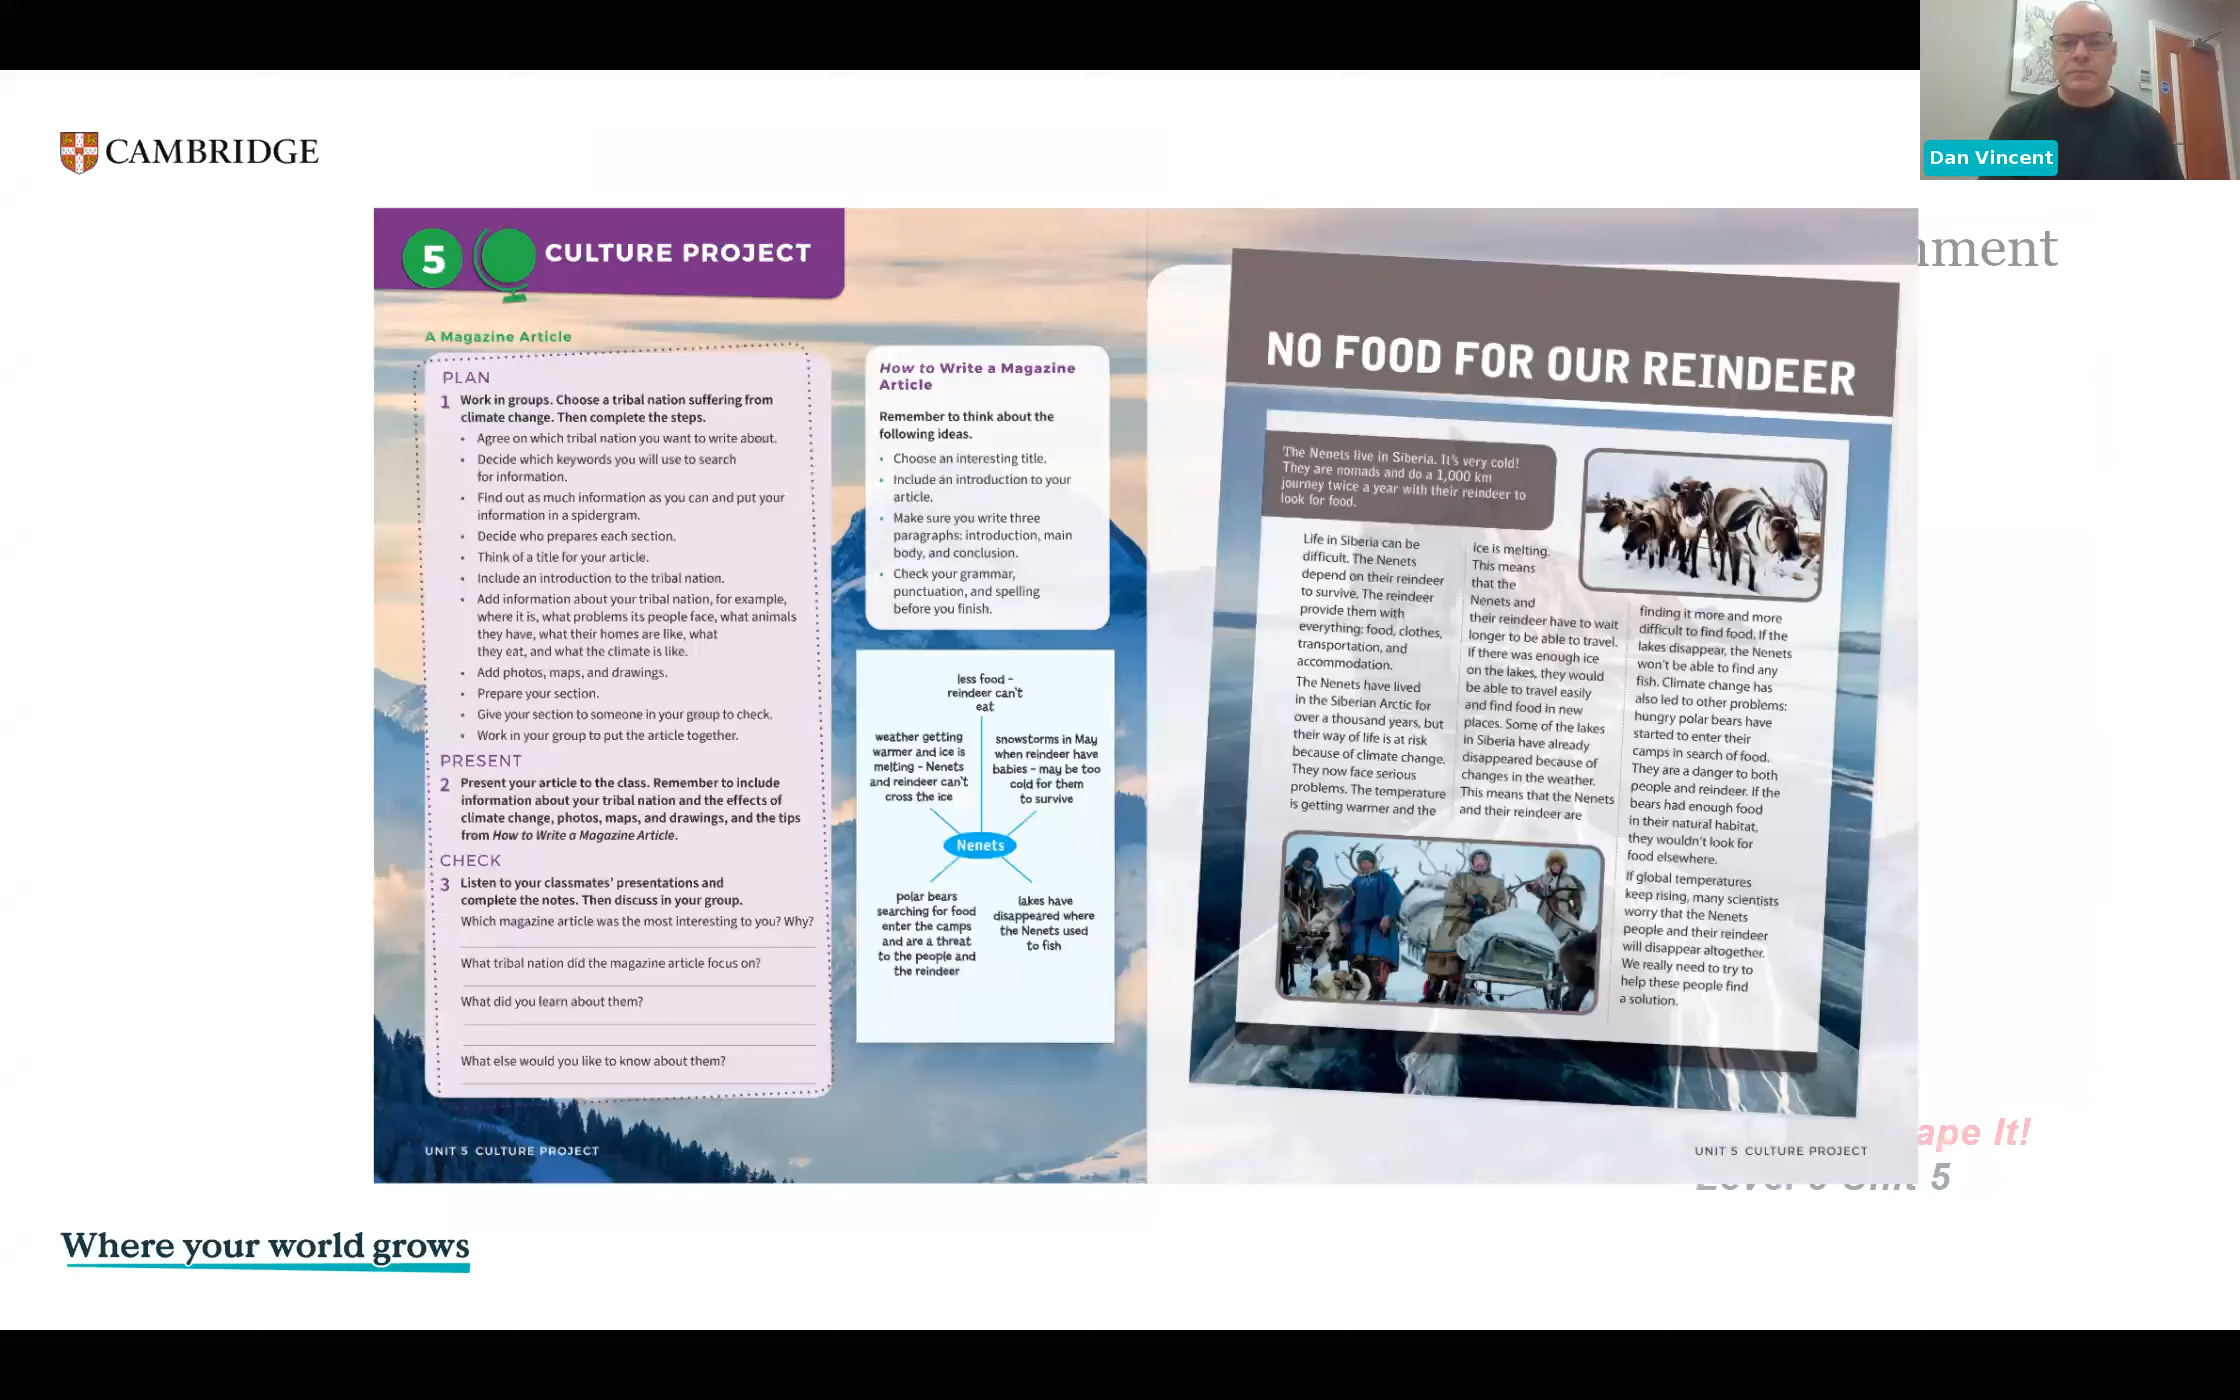 CAMBRIDGE
Dan Vincent
nment
5
CULTURE PROJECT
A Magazine Article
PLAN
1 Work in groups. Choose a tribal nation suffering from
climate change. Then complete the steps.
• Agree on which tribal nation you want to write about.
• Decide which keywords you will use to search
for information.
• Find out as much information as you can and put your
information in a spidergram.
• Decide who prepares each section.
• Think of a title for your article.
• Include an introduction to the tribal nation.
• Add information about your tribal nation, for example,
where it is, what problems its people face, what animals
they have, what their homes are like, what
they eat, and what the climate is like.
• Add photos, maps, and drawings.
• Prepare your section.
• Give your section to someone in your group to check.
• Work in your group to put the article together.
PRESENT
2 Present your article to the class. Remember to include
information about your tribal nation and the effects of
climate change, photos, maps, and drawings, and the tips
from How to Write a Magazine Article.
CHECK
3 Listen to your classmates' presentations and
complete the notes. Then discuss in your group.
Which magazine article was the most interesting to you? Why?
What tribal nation did the magazine article focus on?
What did you learn about them?
What else would you like to know about them?
UNIT 5 CULTURE PROJECT
How to Write a Magazine
Article
Remember to think about the
following ideas.
• Choose an interesting title.
• Include an introduction to your
article.
• Make sure you write three
paragraphs: introduction, main
body, and conclusion.
• Check your grammar,
punctuation, and spelling
before you finish.
less food –
reindeer can't
eat
weather getting
warmer and ice is
melting – Nenets
and reindeer can't
cross the ice
snowstorms in May
when reindeer have
babies – may be too
cold for them
to survive
Nenets
polar bears
searching for food
enter the camps
and are a threat
to the people and
the reindeer
lakes have
disappeared where
the Nenets used
to fish
NO FOOD FOR OUR REINDEER
The Nenets live in Siberia. It's very cold!
They are nomads and do a 1,000 km
journey twice a year with their reindeer to
look for food.
Life in Siberia can be
difficult. The Nenets
depend on their reindeer
to survive. The reindeer
provide them with
everything: food, clothes,
transportation, and
accommodation.
The Nenets have lived
in the Siberian Arctic for
over a thousand years, but
their way of life is at risk
because of climate change.
They now face serious
problems. The temperature
is getting warmer and the
ice is melting.
This means
that the
Nenets and
their reindeer have to wait
longer to be able to travel.
If there was enough ice
on the lakes, they would
be able to travel easily
and find food in new
places. Some of the lakes
in Siberia have already
disappeared because of
changes in the weather.
This means that the Nenets
and their reindeer are
finding it more and more
difficult to find food. If the
lakes disappear, the Nenets
won't be able to find any
fish. Climate change has
also led to other problems:
hungry polar bears have
started to enter their
camps in search of food.
They are a danger to both
people and reindeer. If the
bears had enough food
in their natural habitat,
they wouldn't look for
food elsewhere.
If global temperatures
keep rising, many scientists
worry that the Nenets
people and their reindeer
will disappear altogether.
We really need to try to
help these people find
a solution.
UNIT 5 CULTURE PROJECT
ape It!
5
Where your world grows